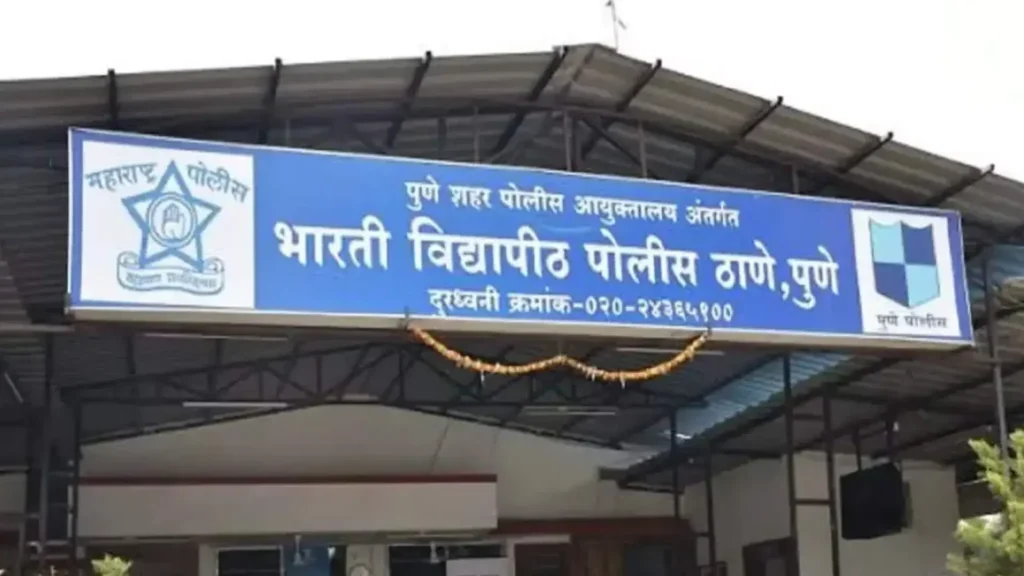 महाराष्ट्र पोलीस
पुणे शहर पोलीस आयुक्तालय अंतर्गत
भारती विद्यापीठ पोलीस ठाणे, पुणे
दुरध्वनी क्रमांक-०२०-२४३६५१००
पुणे पोलीस